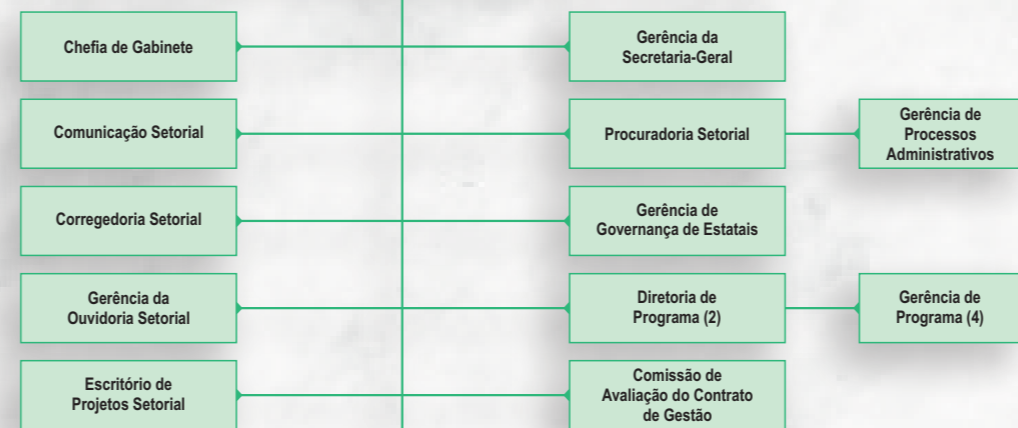 Chefia de Gabinete
Gerência da
Secretaria-Geral
Comunicação Setorial
Procuradoria Setorial
Gerência de
Processos
Administrativos
Corregedoria Setorial
Gerência de
Governança de Estatais
Gerência da
Ouvidoria Setorial
Diretoria de
Programa (2)
Gerência de
Programa (4)
Escritório de
Projetos Setorial
Comissão de
Avaliação do Contrato
de Gestão